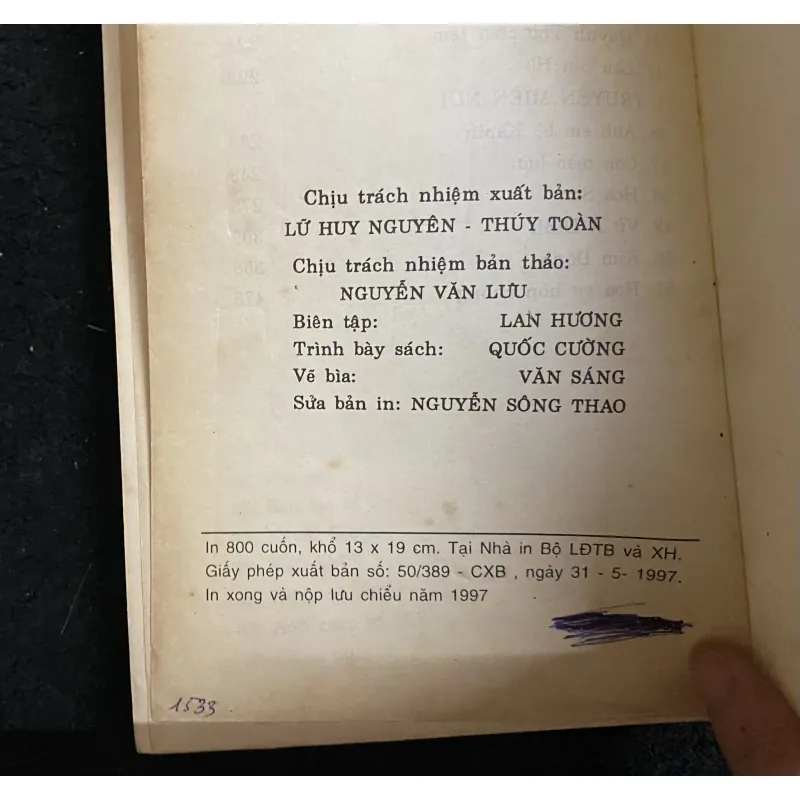 Chịu trách nhiệm xuất bản:
LỮ HUY NGUYÊN - THÚY TOÀN
Chịu trách nhiệm bản thảo:
NGUYỄN VĂN LƯU
Biên tập: LAN HƯƠNG
Trình bày sách: QUỐC CƯỜNG
Vẽ bìa: VĂN SÁNG
Sửa bản in: NGUYỄN SÔNG THAO
In 800 cuốn, khổ 13 x 19 cm. Tại Nhà in Bộ LĐTB và XH.
Giấy phép xuất bản số: 50/389 - CXB , ngày 31 - 5- 1997.
In xong và nộp lưu chiểu năm 1997
1533